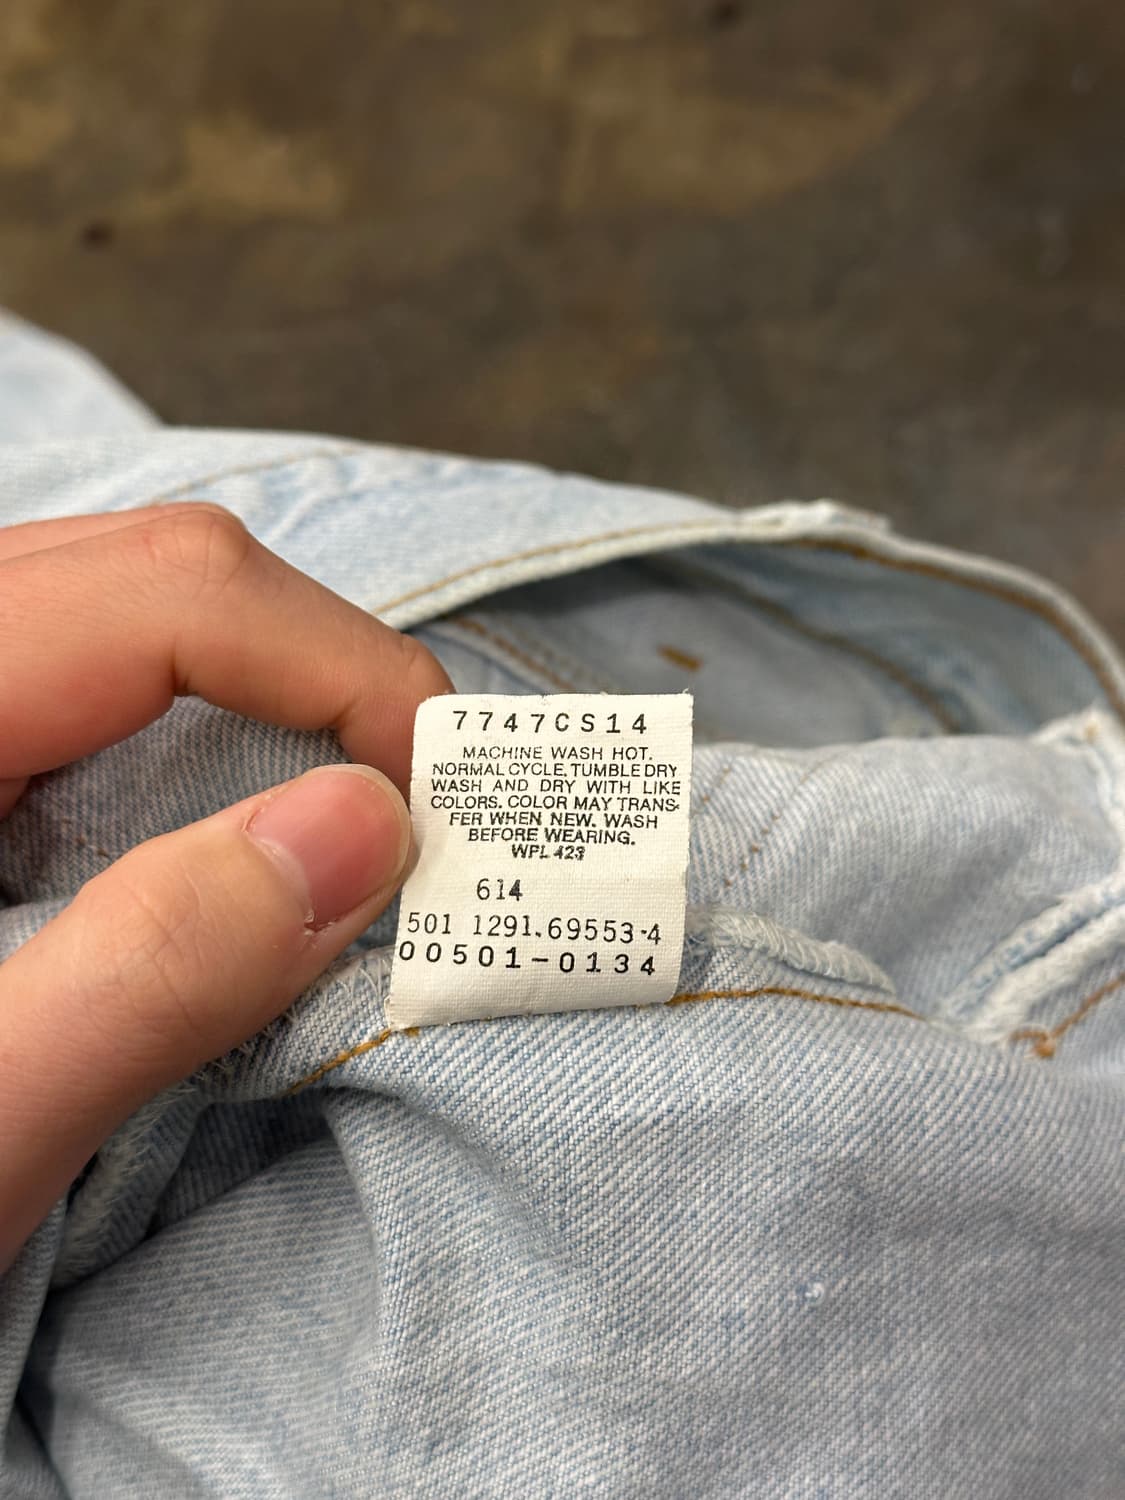 7747CS14
MACHINE WASH HOT.
NORMAL CYCLE. TUMBLE DRY
WASH AND DRY WITH LIKE
COLORS. COLOR MAY TRANS-
FER WHEN NEW. WASH
BEFORE WEARING.
WPL 423
614
501 1291.69553-4
00501-0134